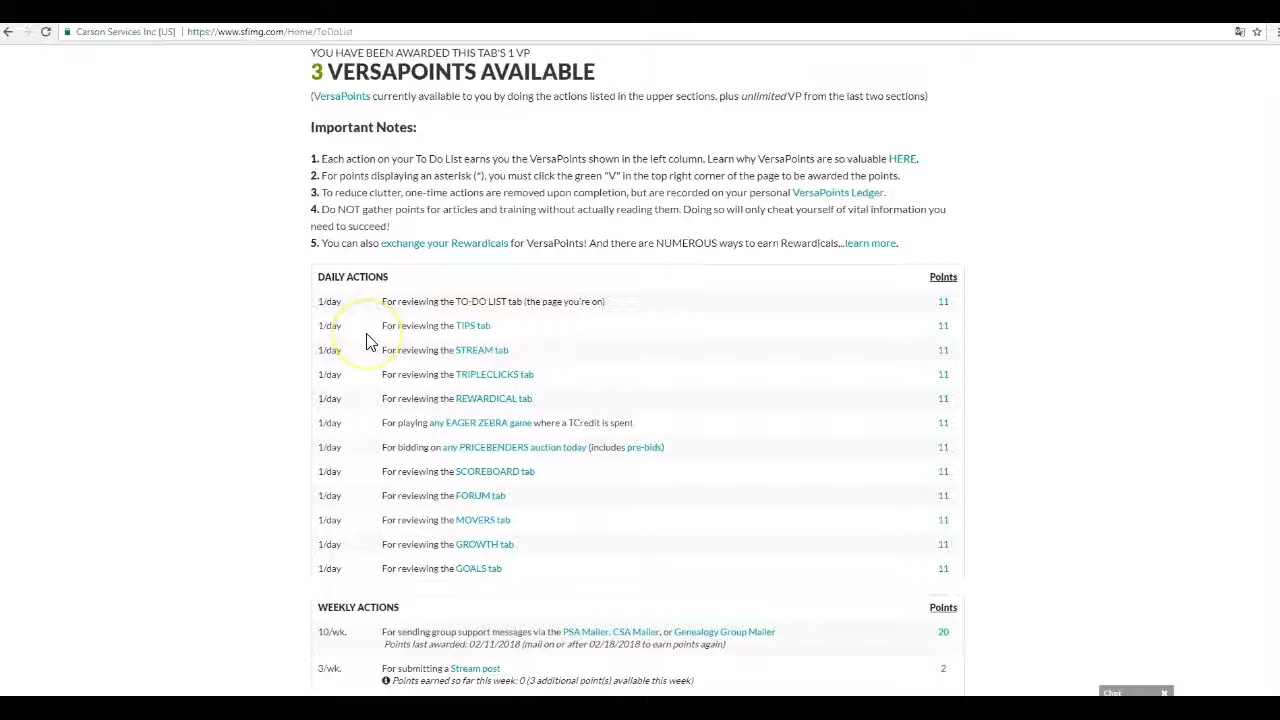 Carson Services Inc [US] https://www.sfimg.com/Home/ToDoList
YOU HAVE BEEN AWARDED THIS TAB'S 1 VP
3 VERSAPOINTS AVAILABLE
(VersaPoints currently available to you by doing the actions listed in the upper sections, plus unlimited VP from the last two sections)
Important Notes:
1. Each action on your To Do List earns you the VersaPoints shown in the left column. Learn why VersaPoints are so valuable HERE.
2. For points displaying an asterisk (*), you must click the green "V" in the top right corner of the page to be awarded the points.
3. To reduce clutter, one-time actions are removed upon completion, but are recorded on your personal VersaPoints Ledger.
4. Do NOT gather points for articles and training without actually reading them. Doing so will only cheat yourself of vital information you
need to succeed!
5. You can also exchange your Rewardicals for VersaPoints! And there are NUMEROUS ways to earn Rewardicals...learn more.
DAILY ACTIONS Points
1/day For reviewing the TO-DO LIST tab (the page you're on) 11
1/day For reviewing the TIPS tab 11
1/day For reviewing the STREAM tab 11
1/day For reviewing the TRIPLECLICKS tab 11
1/day For reviewing the REWARDICAL tab 11
1/day For playing any EAGER ZEBRA game where a TCredit is spent 11
1/day For bidding on any PRICEBENDERS auction today (includes pre-bids) 11
1/day For reviewing the SCOREBOARD tab 11
1/day For reviewing the FORUM tab 11
1/day For reviewing the MOVERS tab 11
1/day For reviewing the GROWTH tab 11
1/day For reviewing the GOALS tab 11
WEEKLY ACTIONS Points
10/wk. For sending group support messages via the PSA Mailer, CSA Mailer, or Genealogy Group Mailer 20
Points last awarded: 02/11/2018 (mail on or after 02/18/2018 to earn points again)
3/wk. For submitting a Stream post 2
Points earned so far this week: 0 (3 additional point(s) available this week)
Chat